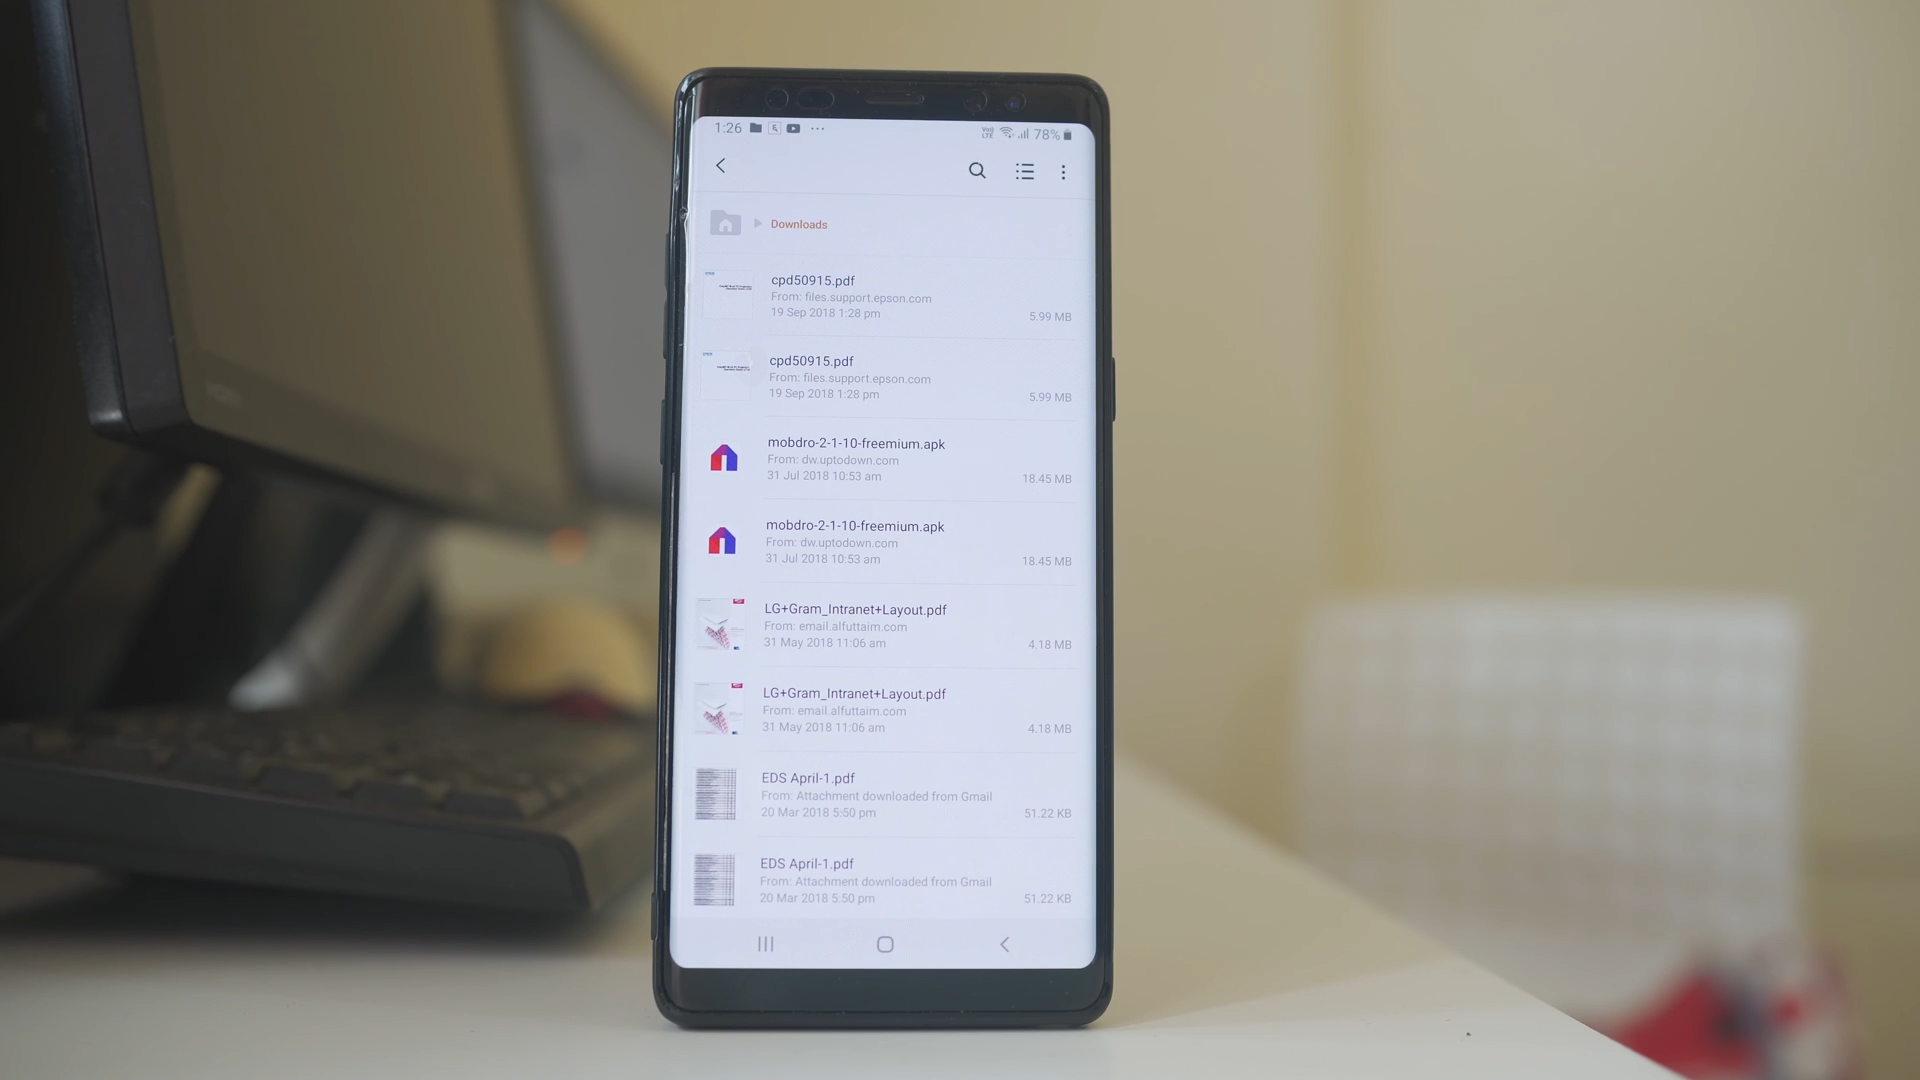 1:26
VoD LTE 78%
Downloads
cpd50915.pdf
From: files.support.epson.com
19 Sep 2018 1:28 pm
5.99 MB
cpd50915.pdf
From: files.support.epson.com
19 Sep 2018 1:28 pm
5.99 MB
mobdro-2-1-10-freemium.apk
From: dw.uptodown.com
31 Jul 2018 10:53 am
18.45 MB
mobdro-2-1-10-freemium.apk
From: dw.uptodown.com
31 Jul 2018 10:53 am
18.45 MB
LG+Gram_Intranet+Layout.pdf
From: email.alfuttaim.com
31 May 2018 11:06 am
4.18 MB
LG+Gram_Intranet+Layout.pdf
From: email.alfuttaim.com
31 May 2018 11:06 am
4.18 MB
EDS April-1.pdf
From: Attachment downloaded from Gmail
20 Mar 2018 5:50 pm
51.22 KB
EDS April-1.pdf
From: Attachment downloaded from Gmail
20 Mar 2018 5:50 pm
51.22 KB